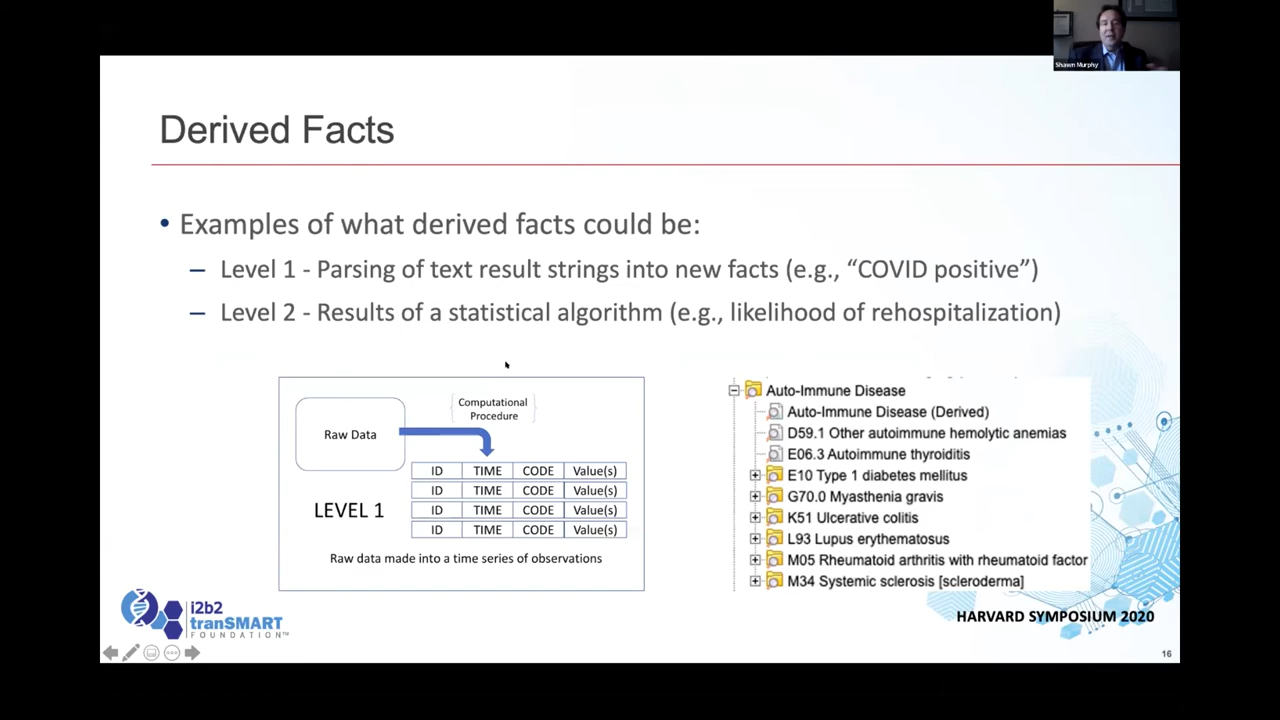 Shawn Murphy
Derived Facts
• Examples of what derived facts could be:
– Level 1 - Parsing of text result strings into new facts (e.g., “COVID positive”)
– Level 2 - Results of a statistical algorithm (e.g., likelihood of rehospitalization)
Computational
Procedure
Raw Data
ID TIME CODE Value(s)
ID TIME CODE Value(s)
ID TIME CODE Value(s)
ID TIME CODE Value(s)
LEVEL 1
Raw data made into a time series of observations
Auto-Immune Disease
Auto-Immune Disease (Derived)
D59.1 Other autoimmune hemolytic anemias
E06.3 Autoimmune thyroiditis
E10 Type 1 diabetes mellitus
G70.0 Myasthenia gravis
K51 Ulcerative colitis
L93 Lupus erythematosus
M05 Rheumatoid arthritis with rheumatoid factor
M34 Systemic sclerosis [scleroderma]
i2b2
tranSMART
FOUNDATION™
HARVARD SYMPOSIUM 2020
16